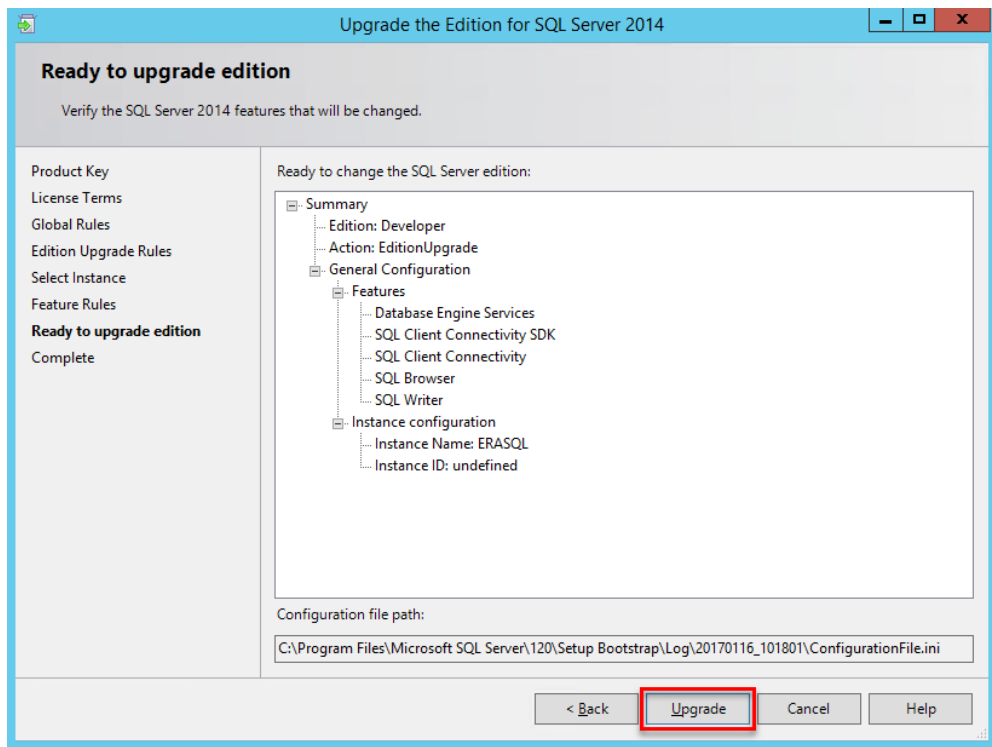 Upgrade the Edition for SQL Server 2014
Ready to upgrade edition
Verify the SQL Server 2014 features that will be changed.
Product Key
License Terms
Global Rules
Edition Upgrade Rules
Select Instance
Feature Rules
Ready to upgrade edition
Complete
Ready to change the SQL Server edition:
Summary
Edition: Developer
Action: EditionUpgrade
General Configuration
Features
Database Engine Services
SQL Client Connectivity SDK
SQL Client Connectivity
SQL Browser
SQL Writer
Instance configuration
Instance Name: ERASQL
Instance ID: undefined
Configuration file path:
C:\Program Files\Microsoft SQL Server\120\Setup Bootstrap\Log\20170116_101801\ConfigurationFile.ini
< Back Upgrade Cancel Help